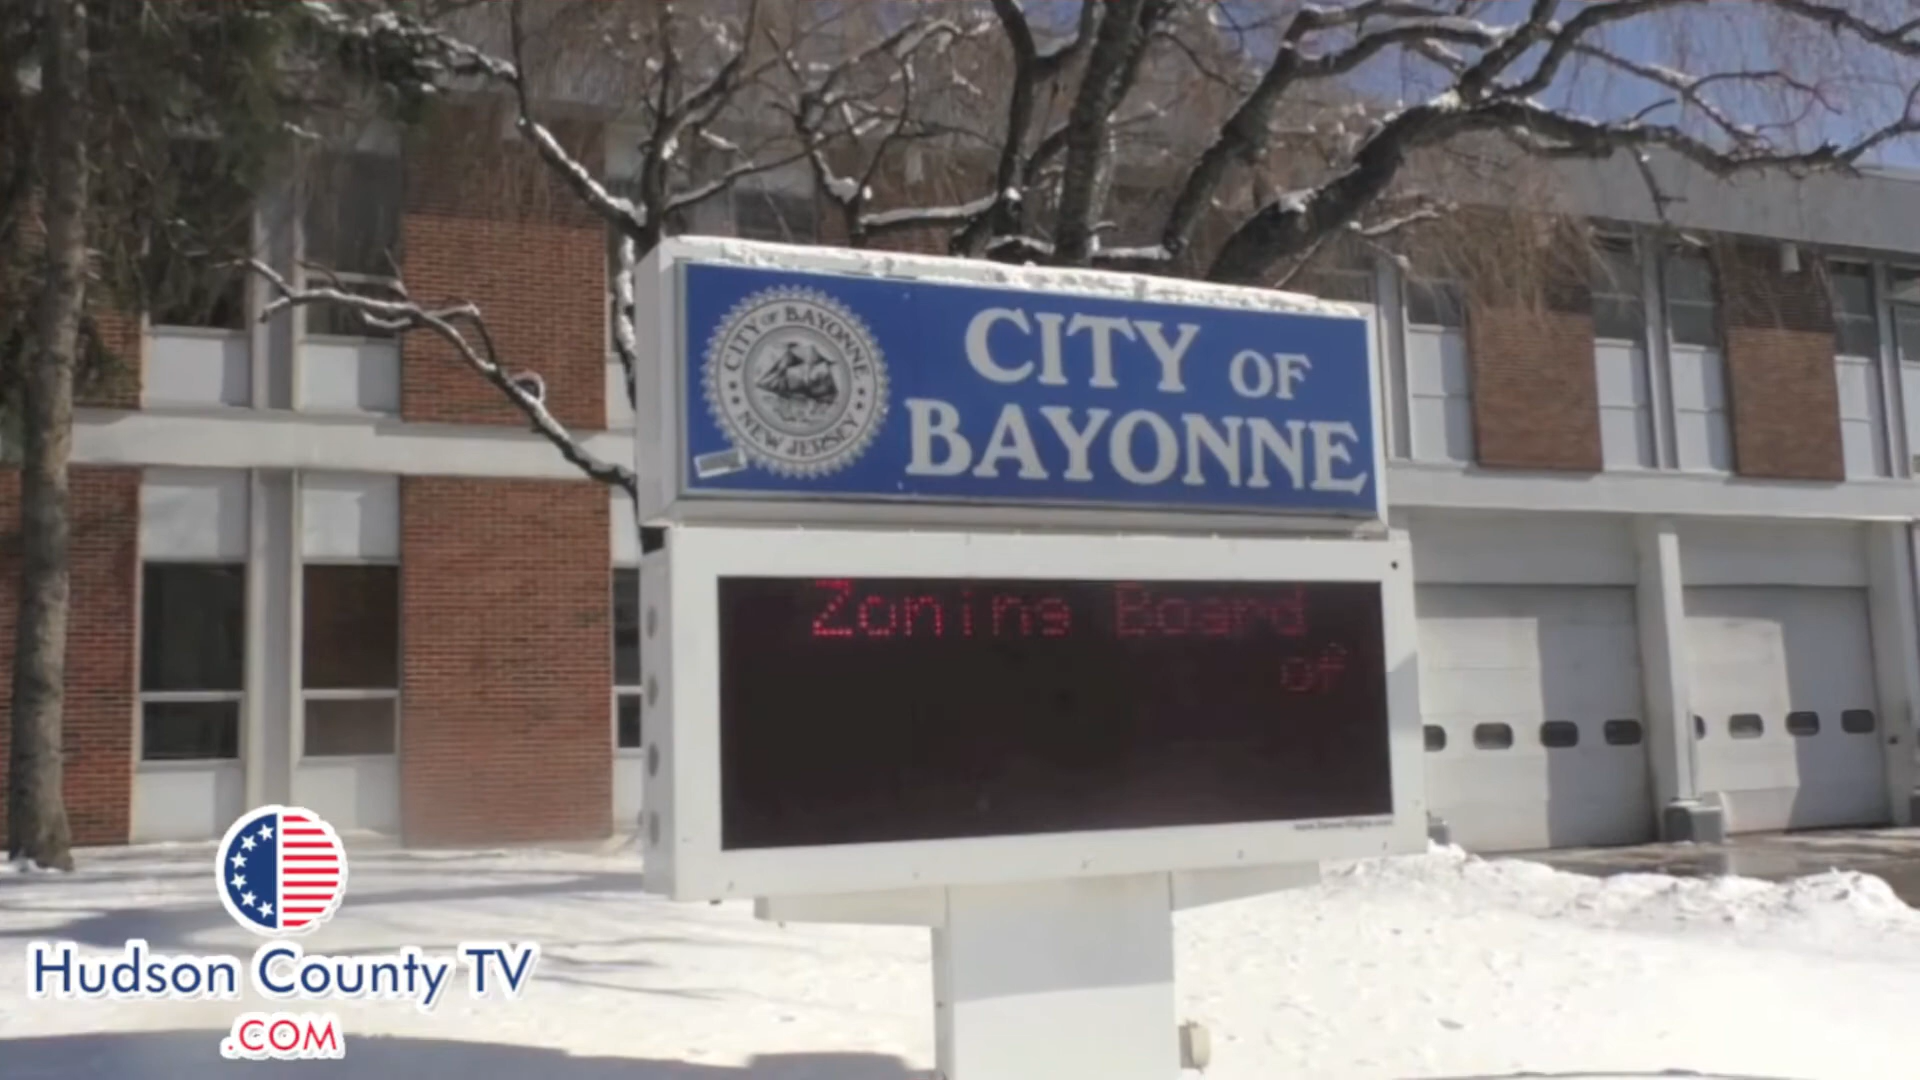 CITY OF BAYONNE
NEW JERSEY
CITY OF
BAYONNE
Zoning Board
of
Hudson County TV
.COM